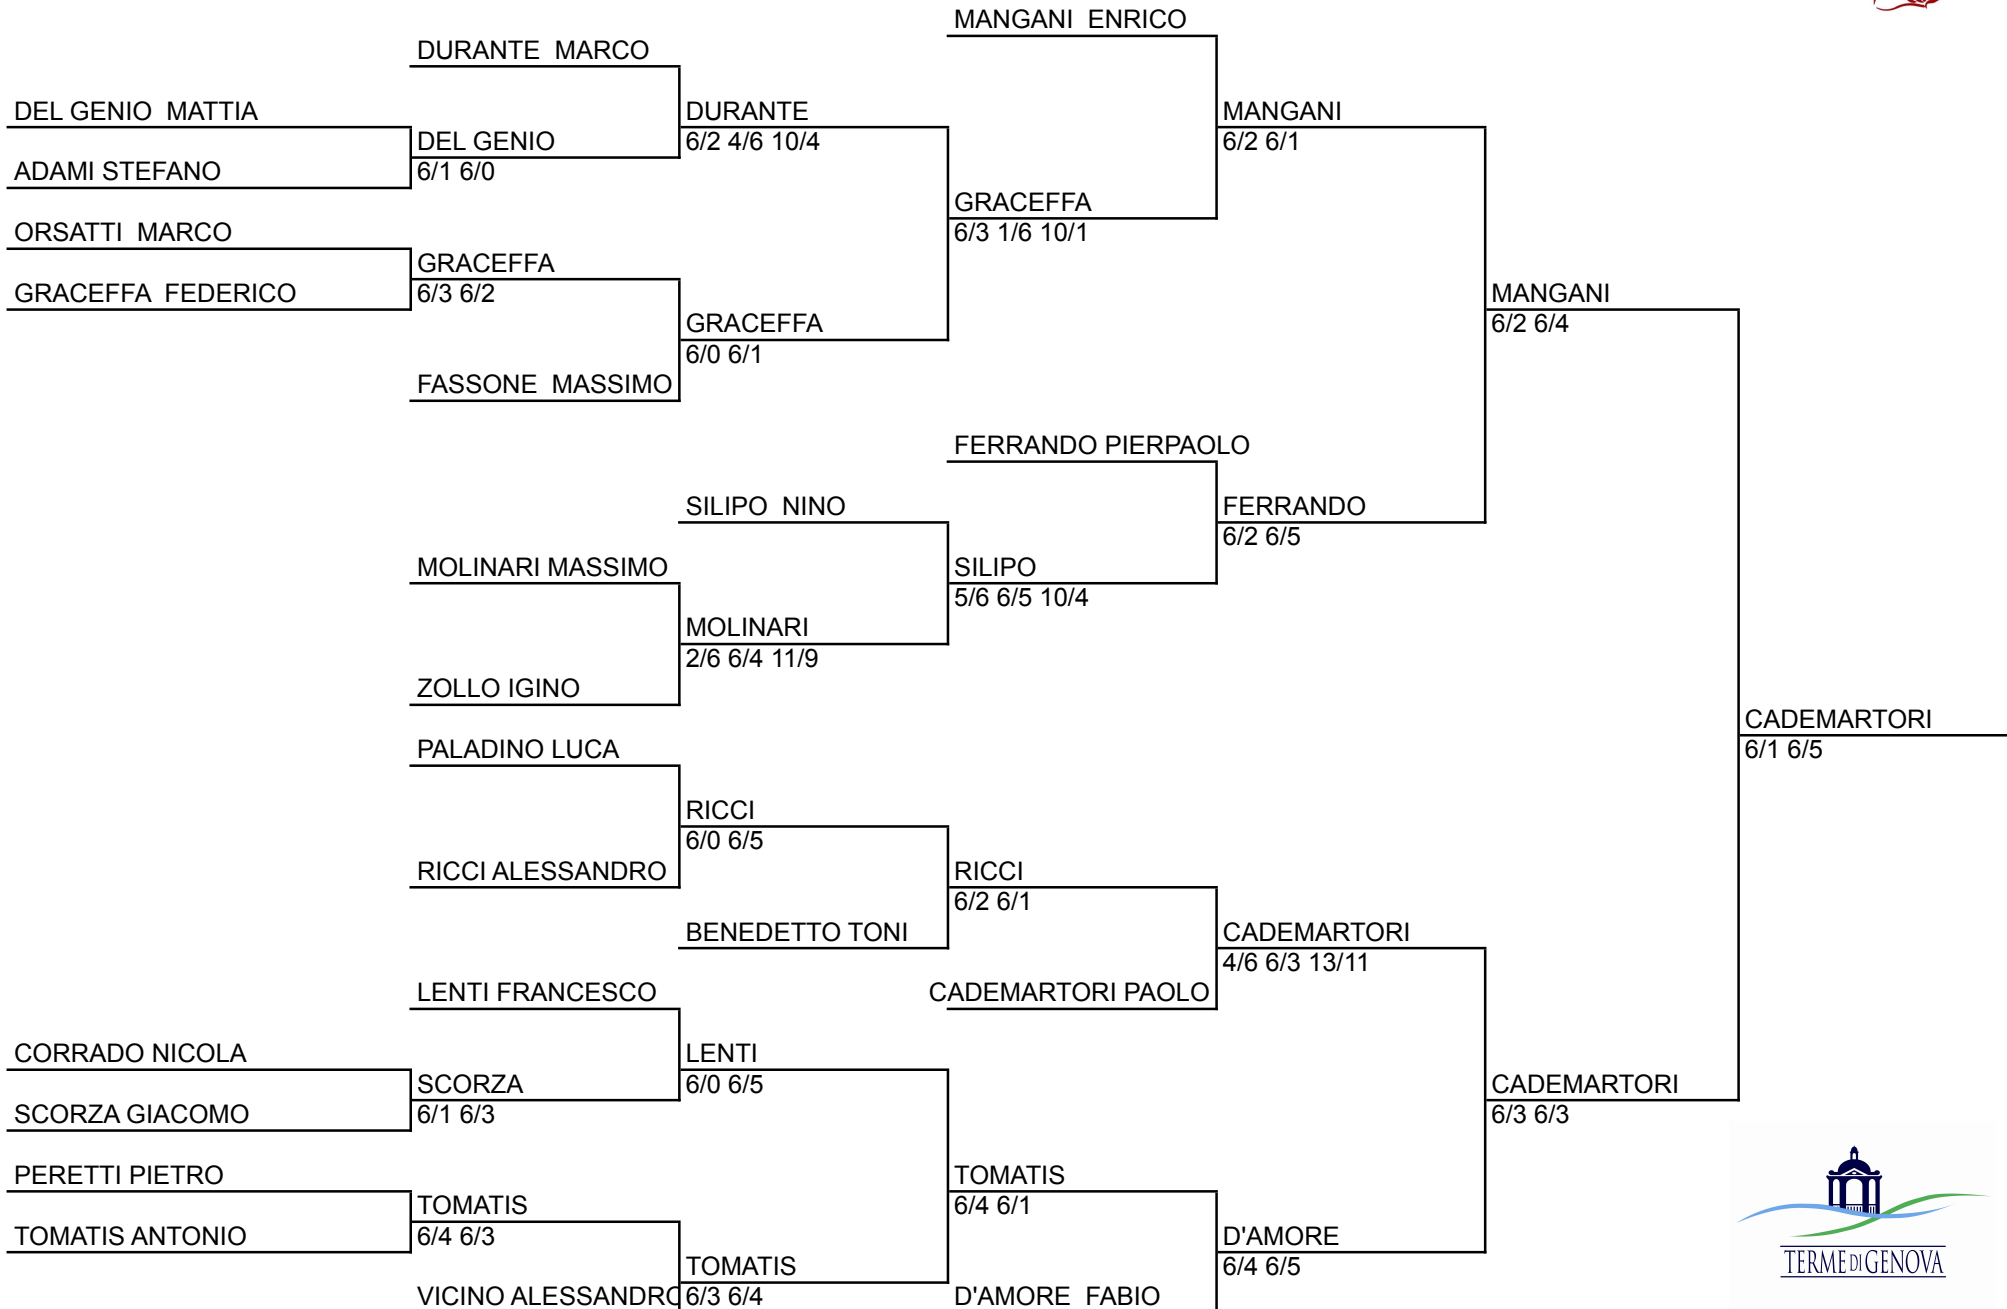 MANGANI  ENRICO
DURANTE  MARCO
DEL GENIO  MATTIA
DURANTE
MANGANI
DEL GENIO
6/2 4/6 10/4
6/2 6/1
ADAMI STEFANO
6/1 6/0
GRACEFFA
ORSATTI  MARCO
6/3 1/6 10/1
GRACEFFA
GRACEFFA  FEDERICO
6/3 6/2
MANGANI
GRACEFFA
6/2 6/4
6/0 6/1
FASSONE  MASSIMO
FERRANDO PIERPAOLO
SILIPO  NINO
FERRANDO
6/2 6/5
MOLINARI MASSIMO
SILIPO
5/6 6/5 10/4
MOLINARI
2/6 6/4 11/9
ZOLLO IGINO
CADEMARTORI
PALADINO LUCA
6/1 6/5
RICCI
6/0 6/5
RICCI ALESSANDRO
RICCI
6/2 6/1
BENEDETTO TONI
CADEMARTORI
4/6 6/3 13/11
LENTI FRANCESCO
CADEMARTORI PAOLO
CORRADO NICOLA
LENTI
SCORZA
6/0 6/5
CADEMARTORI
SCORZA GIACOMO
6/1 6/3
6/3 6/3
PERETTI PIETRO
TOMATIS
TOMATIS
6/4 6/1
TOMATIS ANTONIO
6/4 6/3
D'AMORE
TOMATIS
6/4 6/5
VICINO ALESSANDRO
6/3 6/4
D'AMORE  FABIO
TERME DI GENOVA